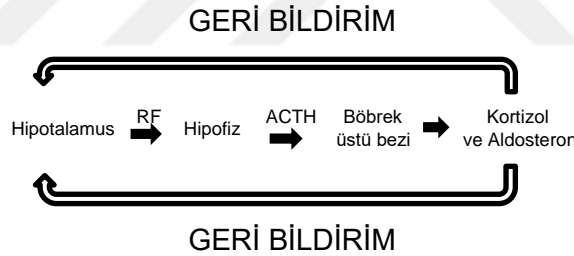 GERİ BİLDİRİM
Hipotalamus
RF
Hipofiz
ACTH
Böbrek
üstü bezi
Kortizol
ve Aldosteron
GERİ BİLDİRİM